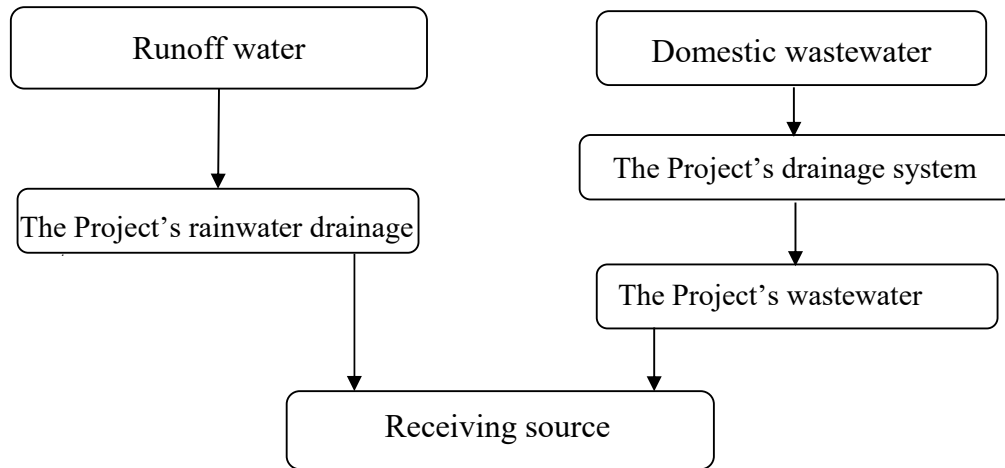 Runoff water
Domestic wastewater
The Project’s drainage system
The Project’s rainwater drainage
The Project’s wastewater
Receiving source